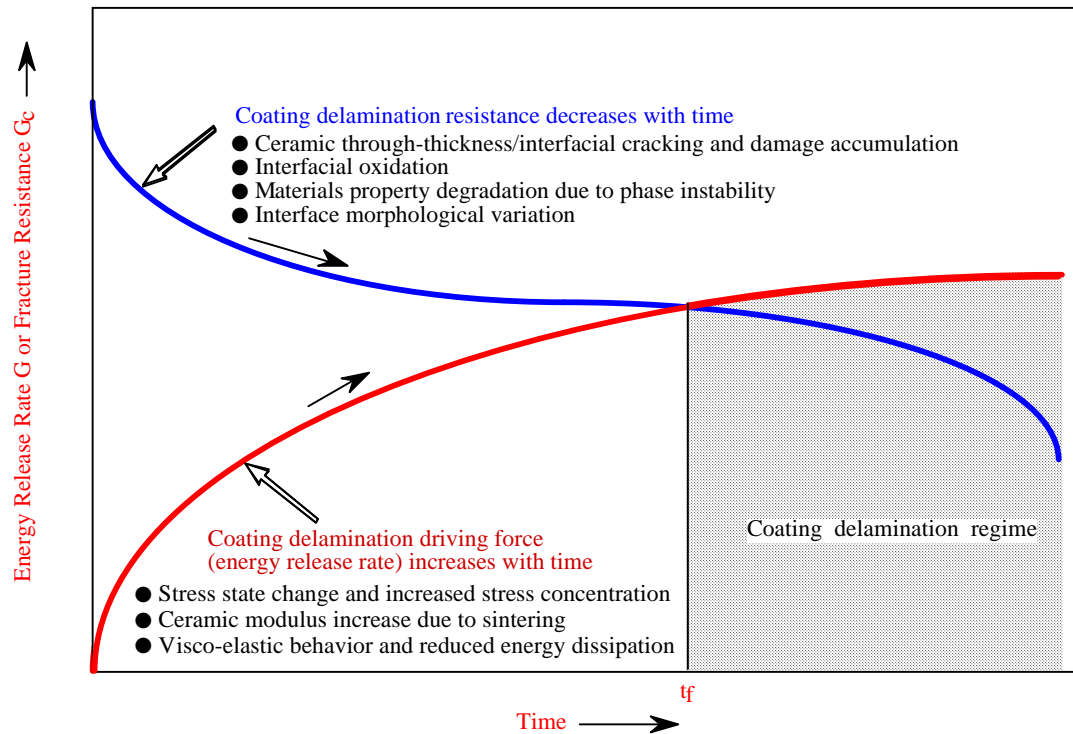 Energy Release Rate G or Fracture Resistance Gc
Coating delamination resistance decreases with time
● Ceramic through-thickness/interfacial cracking and damage accumulation
● Interfacial oxidation
● Materials property degradation due to phase instability
● Interface morphological variation
Coating delamination driving force
(energy release rate) increases with time
● Stress state change and increased stress concentration
● Ceramic modulus increase due to sintering
● Visco-elastic behavior and reduced energy dissipation
Coating delamination regime
tf
Time